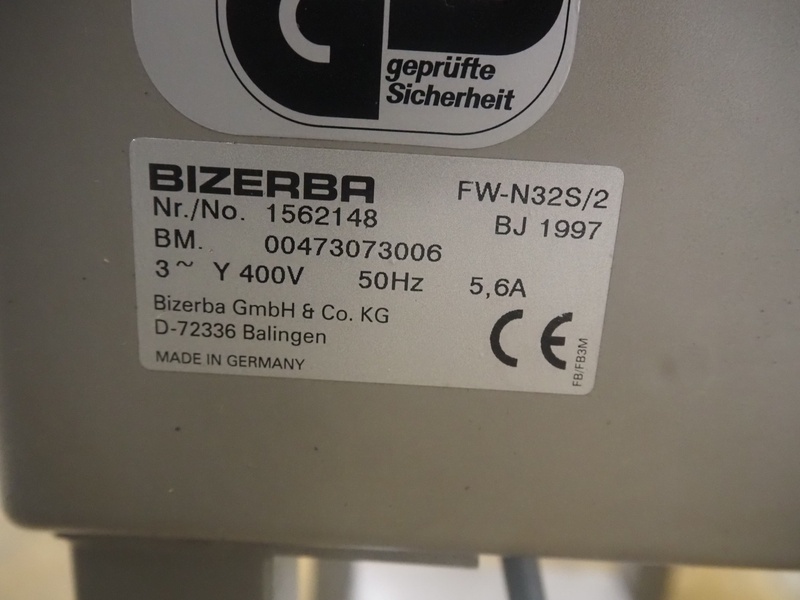 geprüfte
Sicherheit
BIZERBA FW-N32S/2
Nr./No. 1562148 BJ 1997
BM. 00473073006
3~ Y 400V 50Hz 5,6A
Bizerba GmbH & Co. KG
D-72336 Balingen
MADE IN GERMANY
CE
FB/FB3M